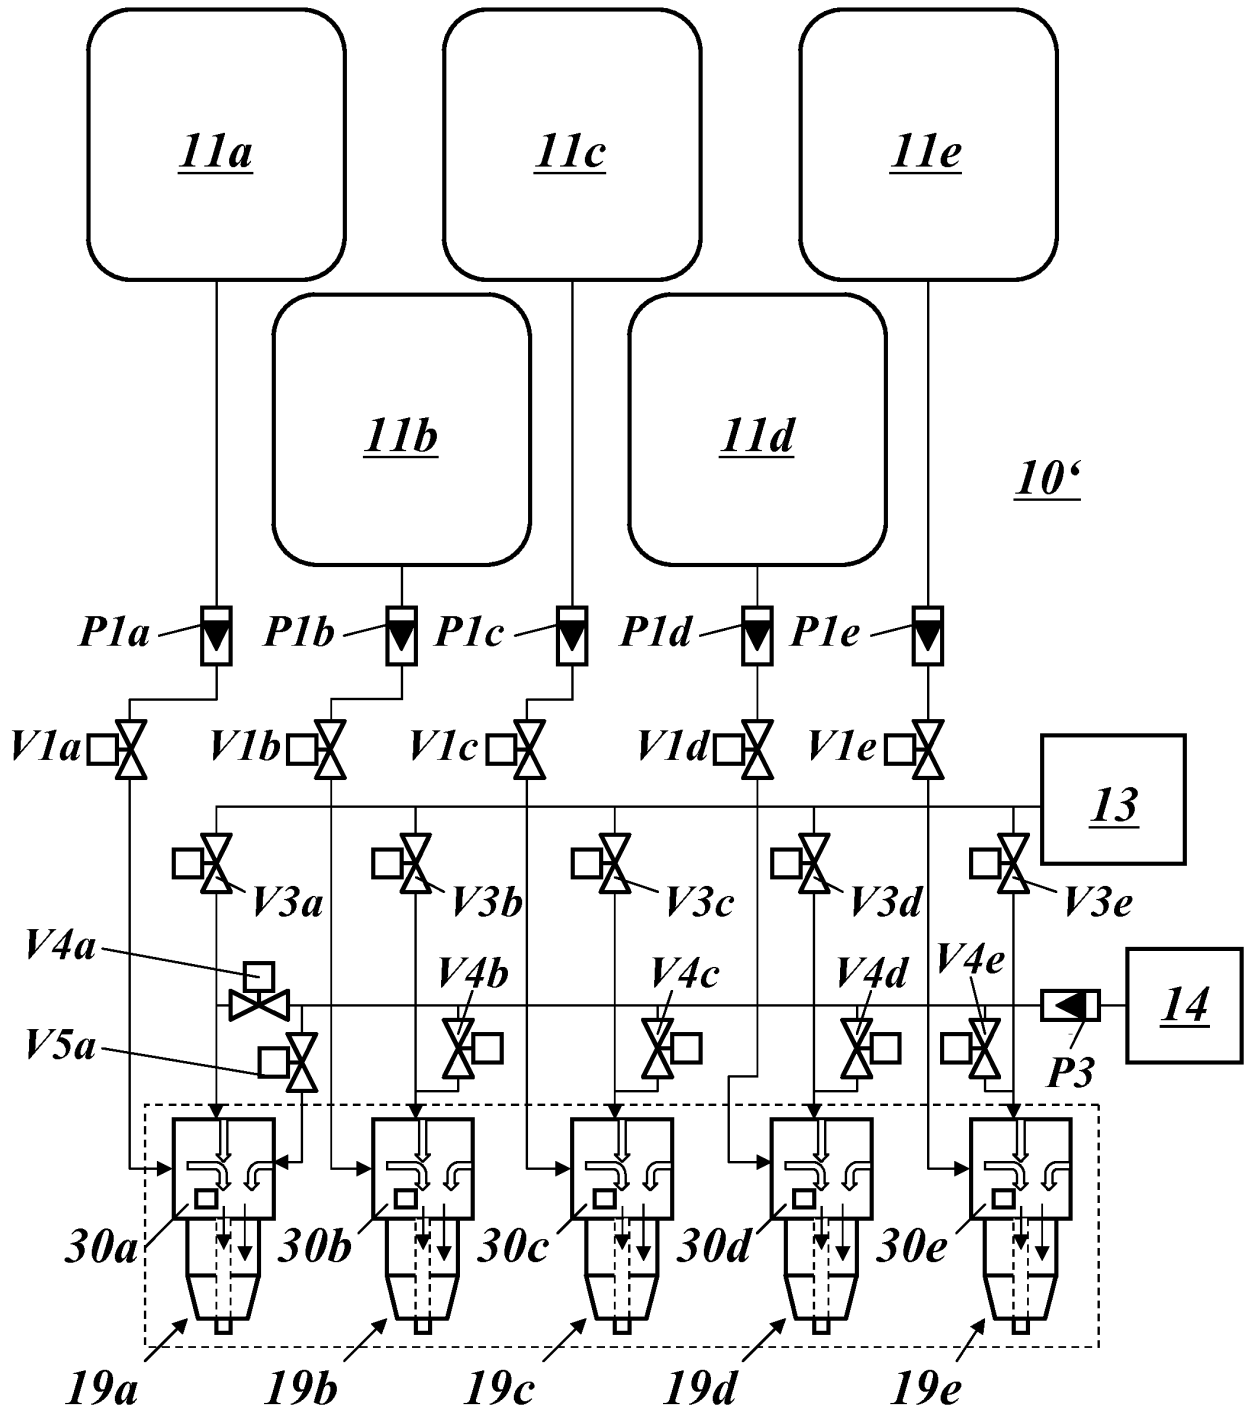 11a 11c 11e
11b 11d
10‘
P1a P1b P1c P1d P1e
V1a V1b V1c V1d V1e
13
V3a V3b V3c V3d V3e
V4a V4b V4c V4d V4e
14
V5a P3
30a 30b 30c 30d 30e
19a 19b 19c 19d 19e